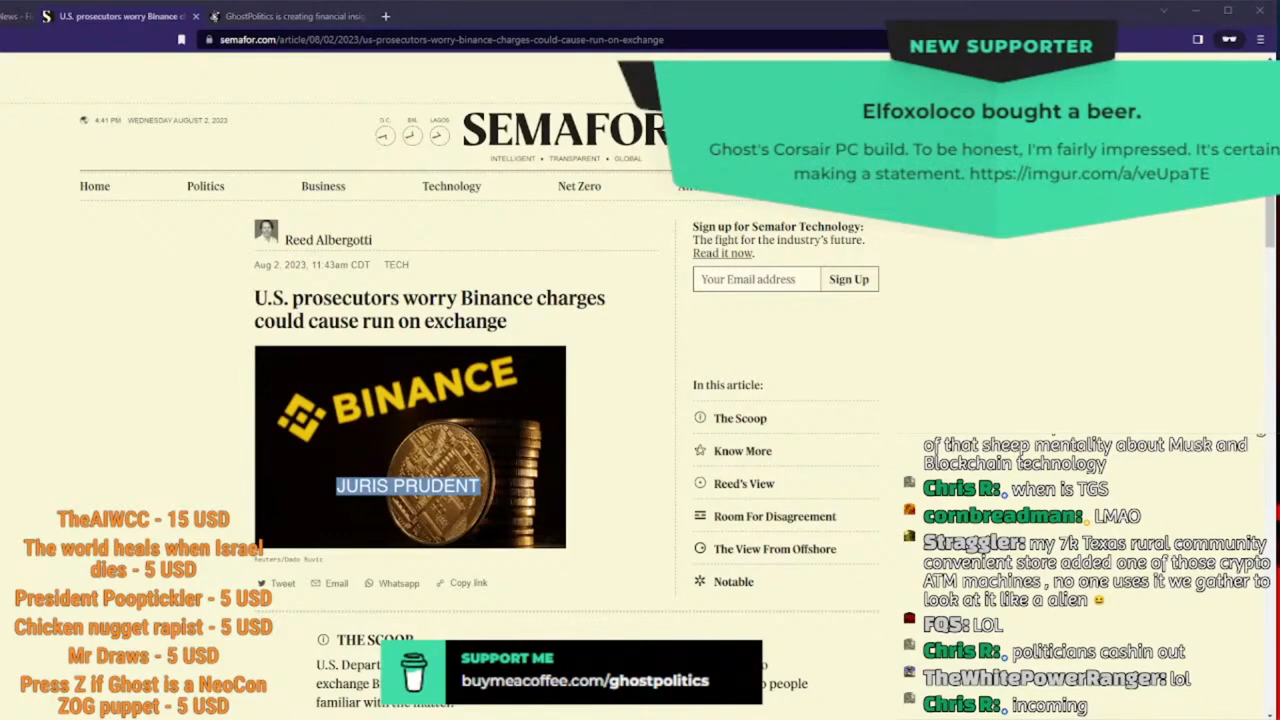 News - Fi
U.S. prosecutors worry Binance c
GhostPolitics is creating financial insig
semafor.com/article/08/02/2023/us-prosecutors-worry-binance-charges-could-cause-run-on-exchange
NEW SUPPORTER
Elfoxoloco bought a beer.
Ghost's Corsair PC build. To be honest, I'm fairly impressed. It's certain
making a statement. https://imgur.com/a/veUpaTE
4:41 PM WEDNESDAY AUGUST 2, 2023
D.C. BXL LAGOS
SEMAFOR
INTELLIGENT • TRANSPARENT • GLOBAL
Home Politics Business Technology Net Zero
Reed Albergotti
Aug 2, 2023, 11:43am CDT TECH
U.S. prosecutors worry Binance charges
could cause run on exchange
BINANCE
JURIS PRUDENT
Reuters/Dado Ruvic
Tweet Email Whatsapp Copy link
THE SCOOP
U.S. Depart
exchange B
familiar with the matter.
o
o people
Sign up for Semafor Technology:
The fight for the industry's future.
Read it now.
Your Email address Sign Up
In this article:
The Scoop
Know More
Reed's View
Room For Disagreement
The View From Offshore
Notable
TheAIWCC - 15 USD
The world heals when Israel
dies - 5 USD
President Pooptickler - 5 USD
Chicken nugget rapist - 5 USD
Mr Draws - 5 USD
Press Z if Ghost is a NeoCon
ZOG puppet - 5 USD
SUPPORT ME
buymeacoffee.com/ghostpolitics
of that sheep mentality about Musk and
Blockchain technology
Chris R: when is TGS
cornbreadman: LMAO
Straggler: my 7k Texas rural community
convenient store added one of those crypto
ATM machines , no one uses it we gather to
look at it like a alien
FQS: LOL
Chris R: politicians cashin out
TheWhitePowerRanger: lol
Chris R: incoming